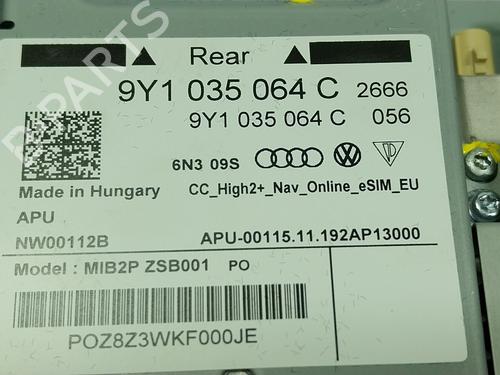 Rear
9Y1 035 064 C 2666
9Y1 035 064 C 056
6N3 09S
Made in Hungary
CC_High2+_Nav_Online_eSIM_EU
APU
NW00112B
APU-00115.11.192AP13000
Model : MIB2P ZSB001 PO
POZ8Z3WKF000JE